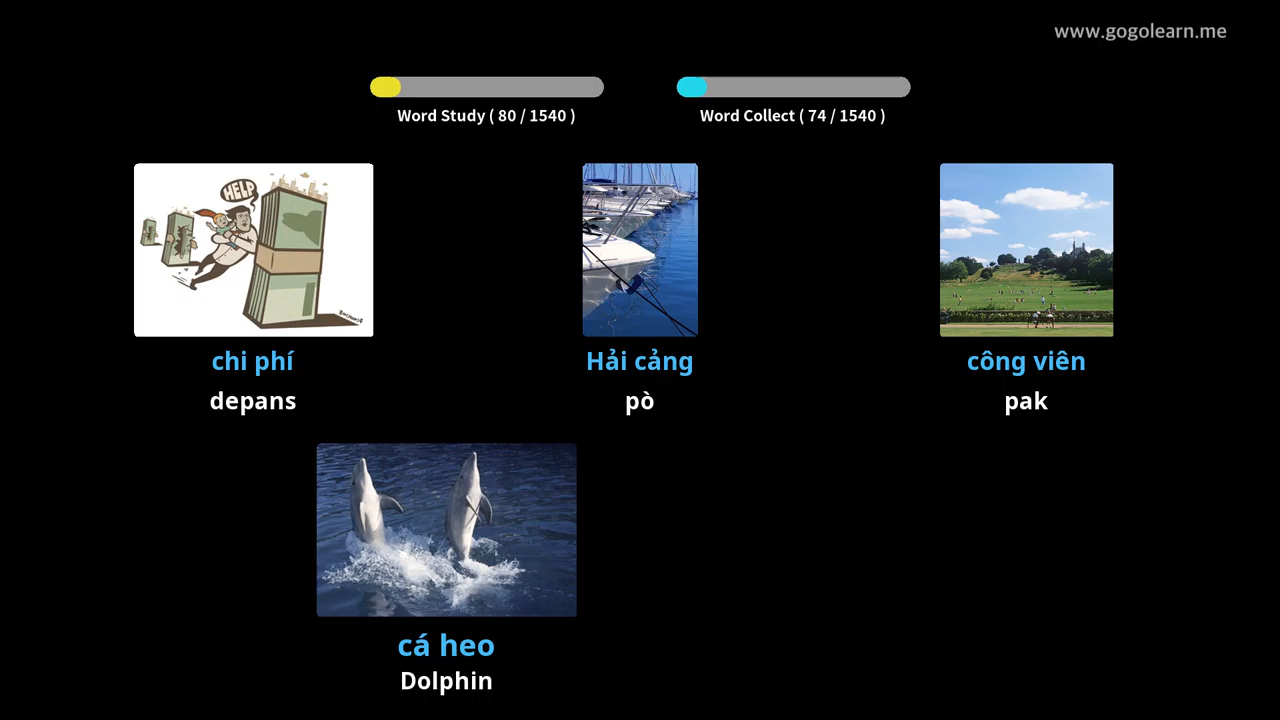 www.gogolearn.me
Word Study ( 80 / 1540 )
Word Collect ( 74 / 1540 )
HELP
chi phí
Hải cảng
công viên
depans
pò
pak
cá heo
Dolphin